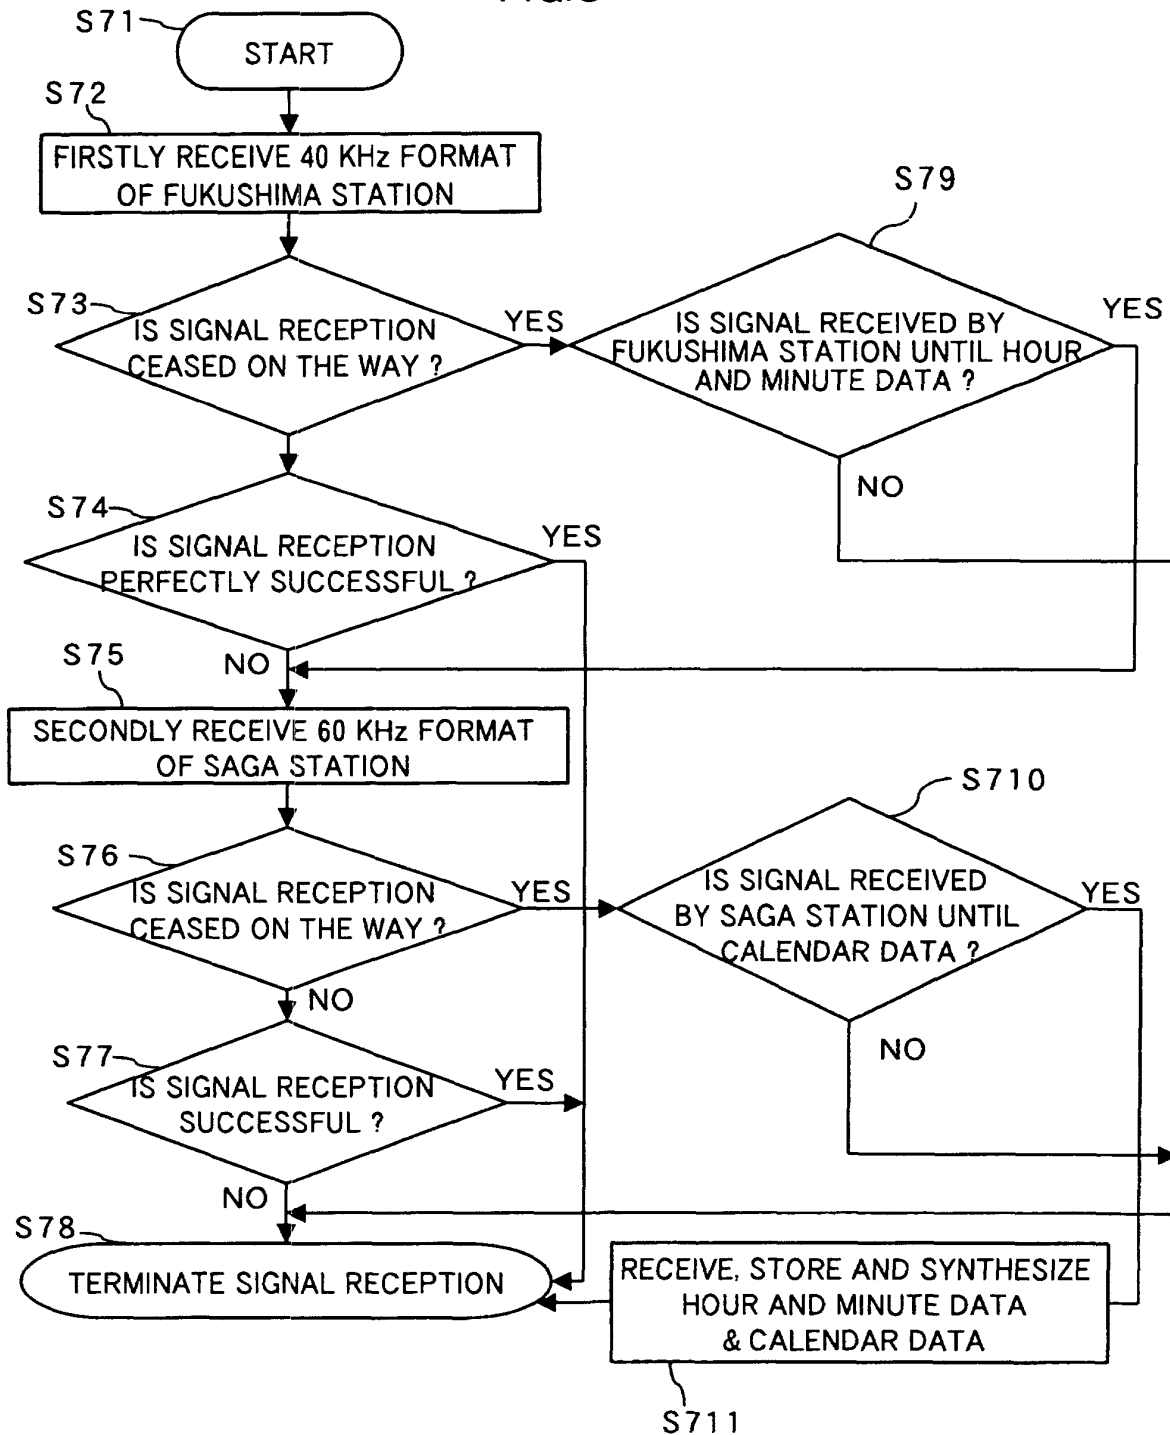 S71
START
S72
FIRSTLY RECEIVE 40 KHz FORMAT
OF FUKUSHIMA STATION
S73
IS SIGNAL RECEPTION
CEASED ON THE WAY ?
YES
S79
IS SIGNAL RECEIVED BY
FUKUSHIMA STATION UNTIL HOUR
AND MINUTE DATA ?
YES
NO
S74
IS SIGNAL RECEPTION
PERFECTLY SUCCESSFUL ?
YES
NO
S75
SECONDLY RECEIVE 60 KHz FORMAT
OF SAGA STATION
S76
IS SIGNAL RECEPTION
CEASED ON THE WAY ?
YES
NO
S710
IS SIGNAL RECEIVED
BY SAGA STATION UNTIL
CALENDAR DATA ?
YES
NO
S77
IS SIGNAL RECEPTION
SUCCESSFUL ?
YES
NO
S78
TERMINATE SIGNAL RECEPTION
RECEIVE, STORE AND SYNTHESIZE
HOUR AND MINUTE DATA
& CALENDAR DATA
S711